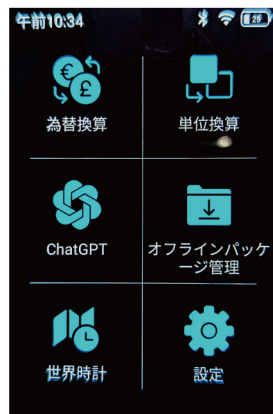 午前10:34
26
為替換算
単位換算
ChatGPT
オフラインパッケ
ージ管理
世界時計
設定